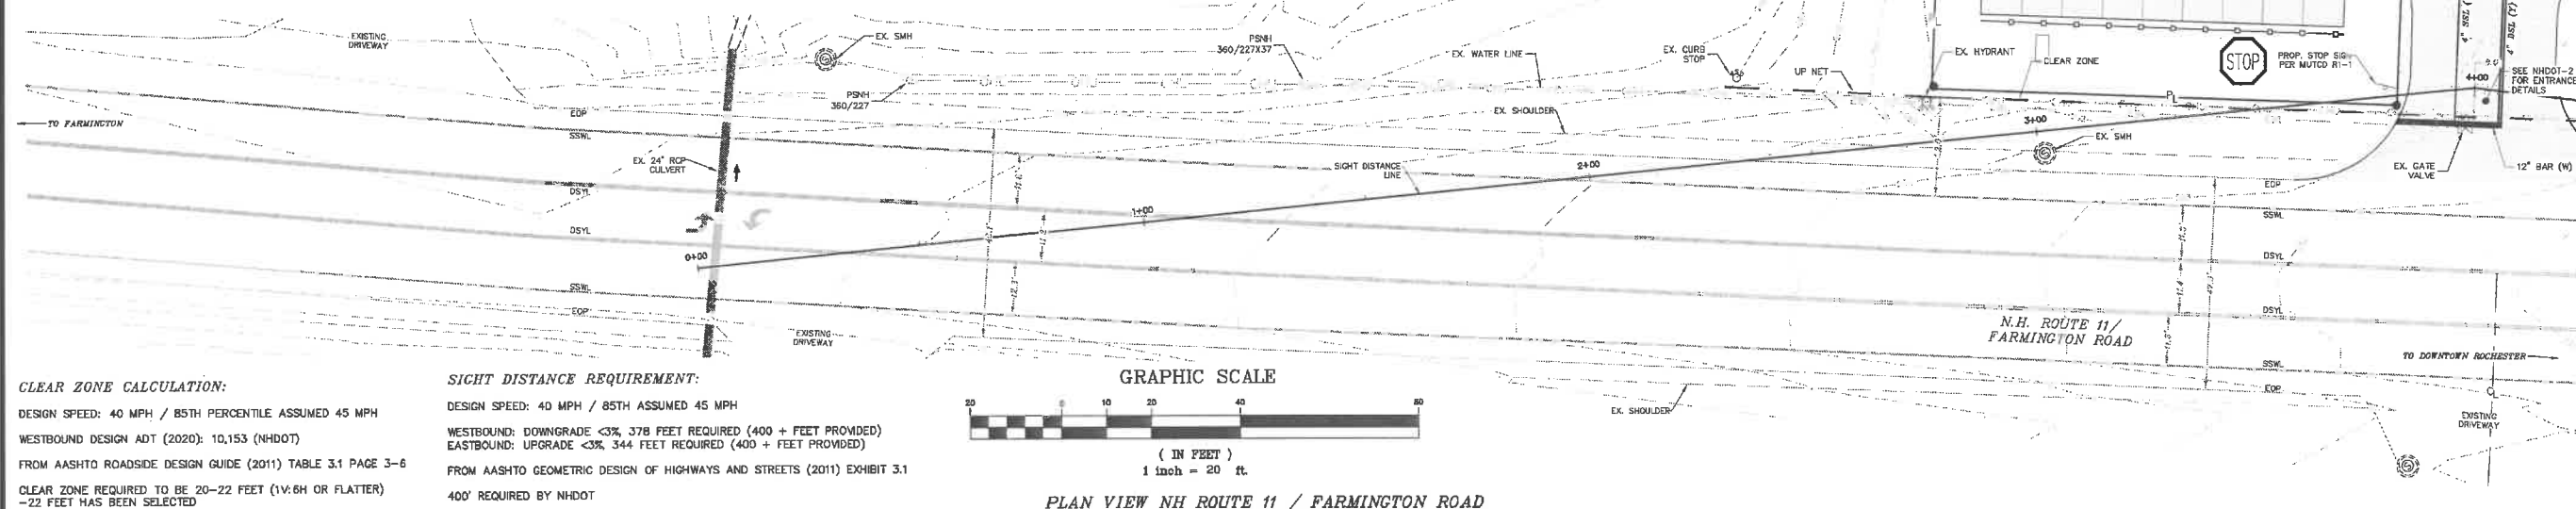 EXISTING
DRIVEWAY
EX. SMH
PSNH
360/227
PSNH
360/227X37
EX. WATER LINE
EX. CURB
STOP
UP NET
EX. HYDRANT
CLEAR ZONE
STOP
PROP. STOP SIG
PER MUTCD R1-1
4" SSL
4" DSL (Y)
4+00
SEE NHDOT-2
FOR ENTRANCE
DETAILS
TO FARMINGTON
EOP
SSWL
EX. SHOULDER
PL
3+00
EX. SMH
EX. 24" RCP
CULVERT
SIGHT DISTANCE
LINE
2+00
EX. GATE
VALVE
12" BAR (W)
DSYL
EOP
1+00
SSWL
DSYL
0+00
DSYL
SSWL
EOP
DSYL
EXISTING
DRIVEWAY
N.H. ROUTE 11/
FARMINGTON ROAD
TO DOWNTOWN ROCHESTER
SSWL
EOP
CL
EX. SHOULDER
EXISTING
DRIVEWAY
CLEAR ZONE CALCULATION:
DESIGN SPEED: 40 MPH / 85TH PERCENTILE ASSUMED 45 MPH
WESTBOUND DESIGN ADT (2020): 10,153 (NHDOT)
FROM AASHTO ROADSIDE DESIGN GUIDE (2011) TABLE 3.1 PAGE 3-6
CLEAR ZONE REQUIRED TO BE 20-22 FEET (1V:6H OR FLATTER)
-22 FEET HAS BEEN SELECTED
SIGHT DISTANCE REQUIREMENT:
DESIGN SPEED: 40 MPH / 85TH ASSUMED 45 MPH
WESTBOUND: DOWNGRADE <3%, 378 FEET REQUIRED (400 + FEET PROVIDED)
EASTBOUND: UPGRADE <3%, 344 FEET REQUIRED (400 + FEET PROVIDED)
FROM AASHTO GEOMETRIC DESIGN OF HIGHWAYS AND STREETS (2011) EXHIBIT 3.1
400' REQUIRED BY NHDOT
GRAPHIC SCALE
20 0 10 20 40 80
( IN FEET )
1 inch = 20 ft.
PLAN VIEW NH ROUTE 11 / FARMINGTON ROAD